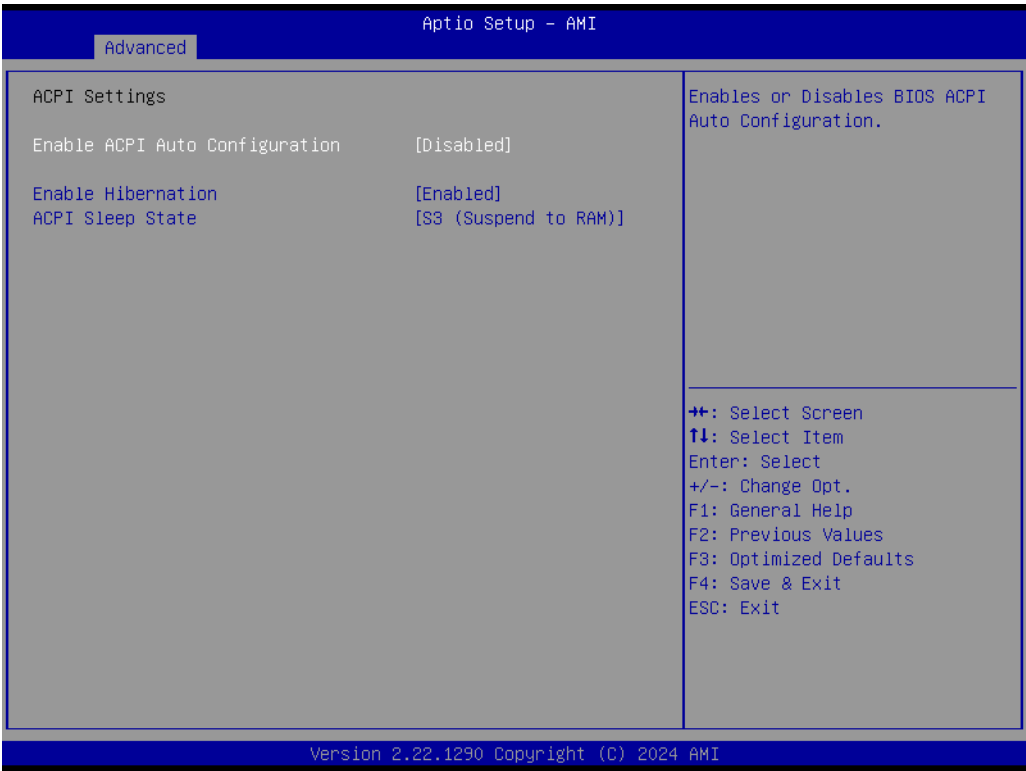 Aptio Setup – AMI
Advanced
ACPI Settings
Enable ACPI Auto Configuration [Disabled]
Enable Hibernation [Enabled]
ACPI Sleep State [S3 (Suspend to RAM)]
Enables or Disables BIOS ACPI
Auto Configuration.
→←: Select Screen
↑↓: Select Item
Enter: Select
+/-: Change Opt.
F1: General Help
F2: Previous Values
F3: Optimized Defaults
F4: Save & Exit
ESC: Exit
Version 2.22.1290 Copyright (C) 2024 AMI